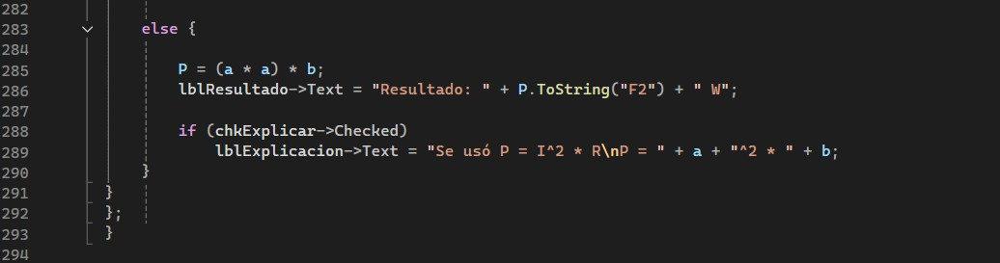 282
283 else {
284
285 P = (a * a) * b;
286 lblResultado->Text = "Resultado: " + P.ToString("F2") + " W";
287
288 if (chkExplicar->Checked)
289 lblExplicacion->Text = "Se usó P = I^2 * R\nP = " + a + "^2 * " + b;
290 }
291 }
292 };
293 }
294